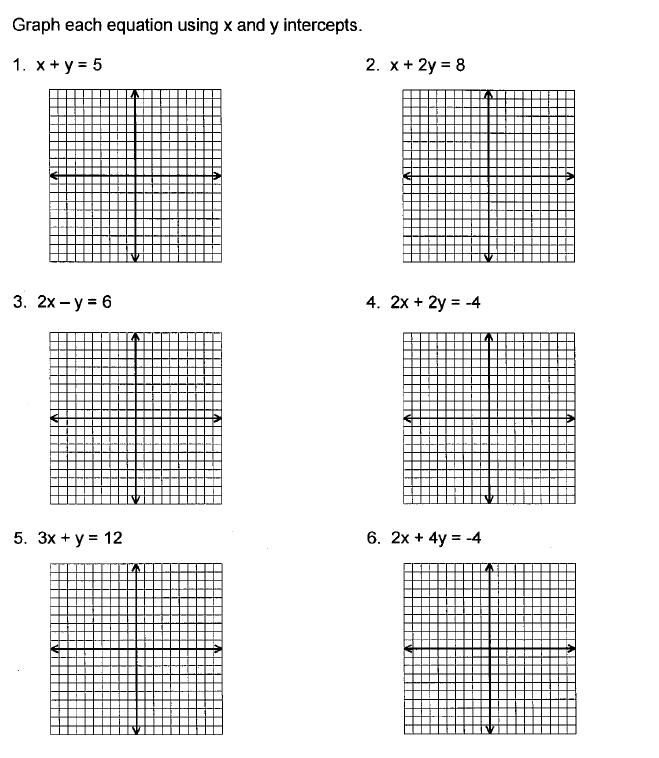 Graph each equation using x and y intercepts.
1. x + y = 5
2. x + 2y = 8
3. 2x – y = 6
4. 2x + 2y = -4
5. 3x + y = 12
6. 2x + 4y = -4